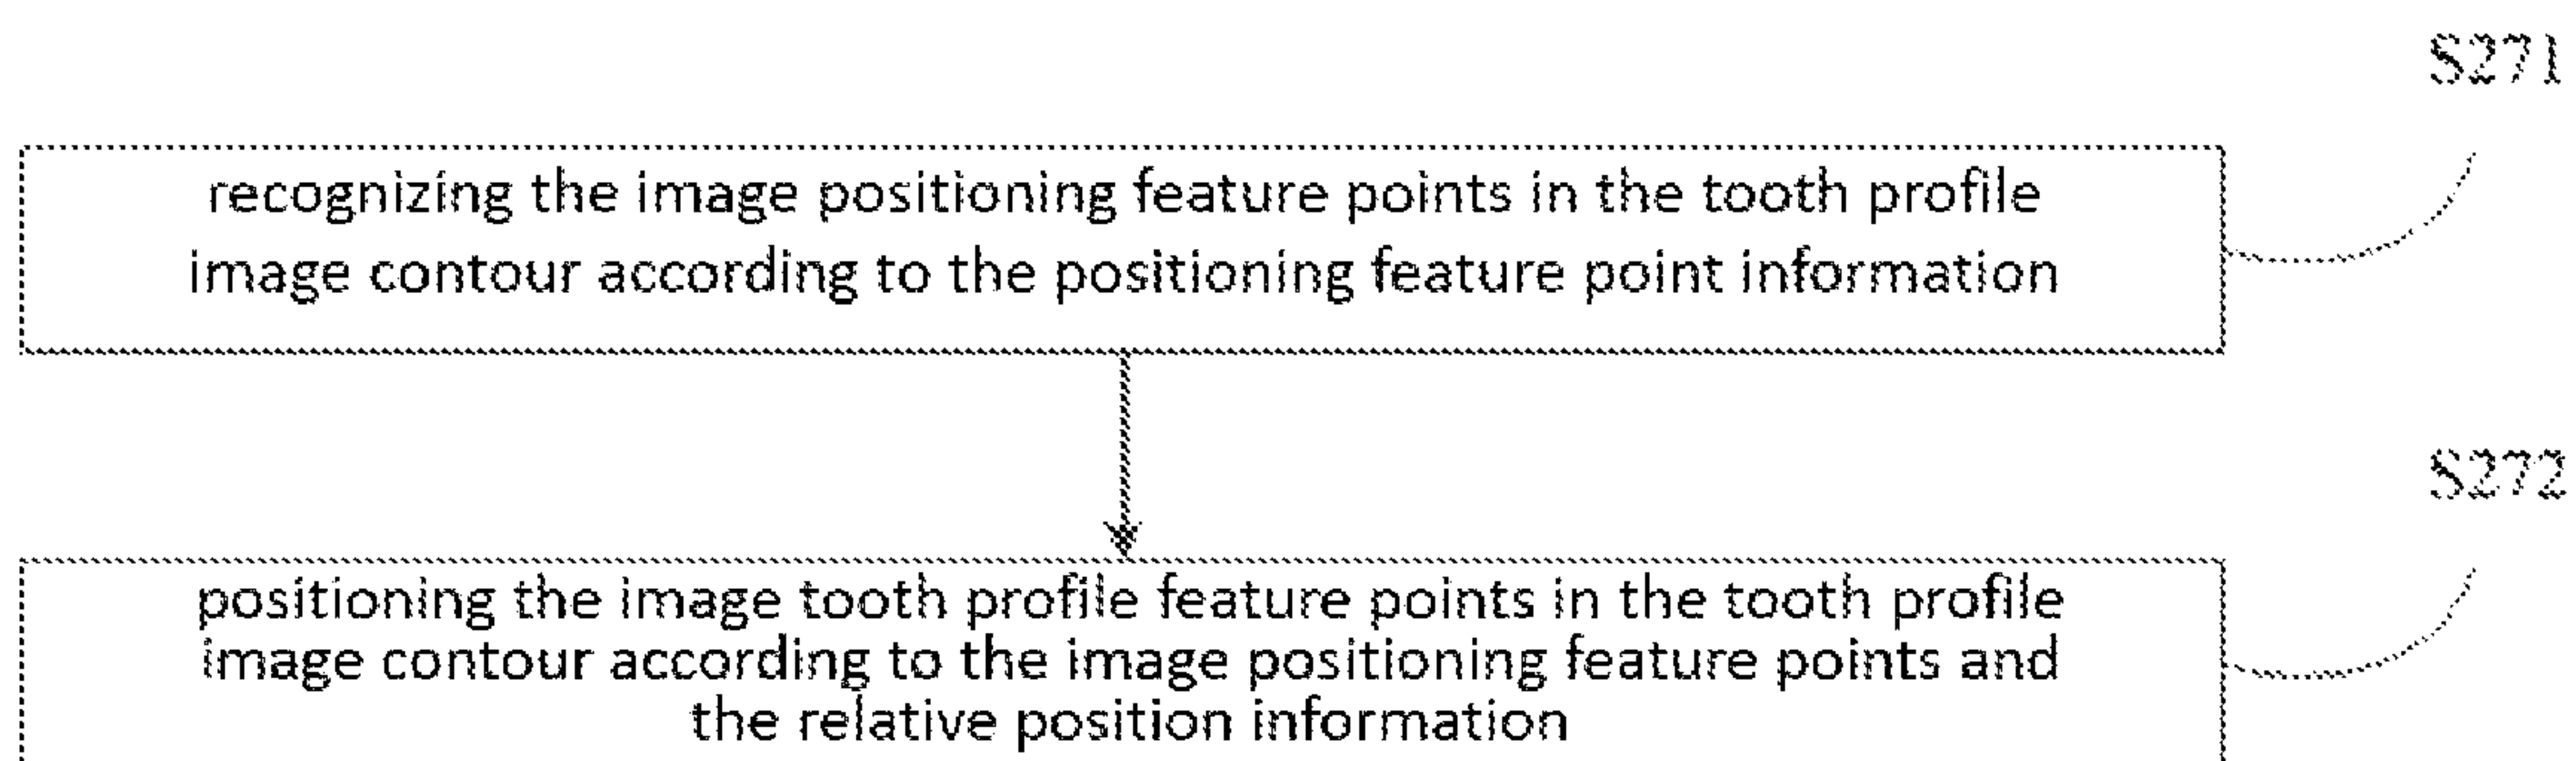 S271
recognizing the image positioning feature points in the tooth profile
image contour according to the positioning feature point information
S272
positioning the image tooth profile feature points in the tooth profile
image contour according to the image positioning feature points and
the relative position information